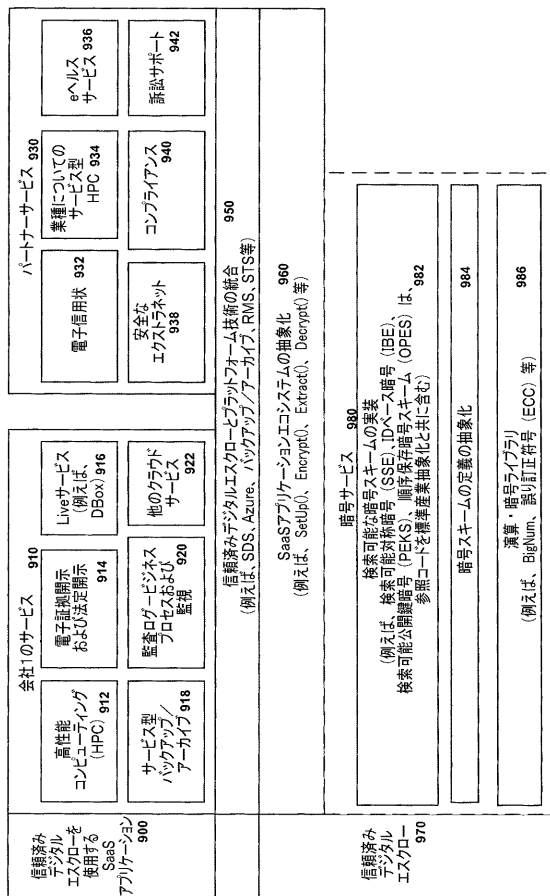 信頼済み
デジタル
エスクローを
使用する
SaaS
アプリケーション
900
会社1のサービス
910
高性能
コンピューティング
(HPC) 912
電子証拠開示
および法定開示
914
Liveサービス
(例えば、
DBox) 916
サービス型
バックアップ/
アーカイブ 918
監査ログービジネス
プロセスおよび
監視 920
他のクラウド
サービス
922
パートナーサービス 930
電子信用状
932
業種についての
サービス型
HPC 934
eヘルス
サービス 936
安全な
エクストラネット
938
コンプライアンス
940
訴訟サポート
942
信頼済みデジタルエスクローとプラットフォーム技術の統合 950
(例えば、SDS、Azure、バックアップ/アーカイブ、RMS、STS等)
SaaSアプリケーションエコシステムの抽象化 960
(例えば、SetUp()、Encrypt()、Extract()、Decrypt() 等)
信頼済み
デジタル
エスクロー 970
暗号サービス 980
検索可能な暗号スキームの実装
(例えば、検索可能対称暗号 (SSE)、IDベース暗号 (IBE)、
検索可能公開鍵暗号 (PEKS)、順序保存暗号スキーム (OPES) は、
参照コードを標準産業抽象化と共に含む) 982
暗号スキームの定義の抽象化 984
演算・暗号ライブラリ
(例えば、BigNum、誤り訂正符号 (ECC) 等) 986